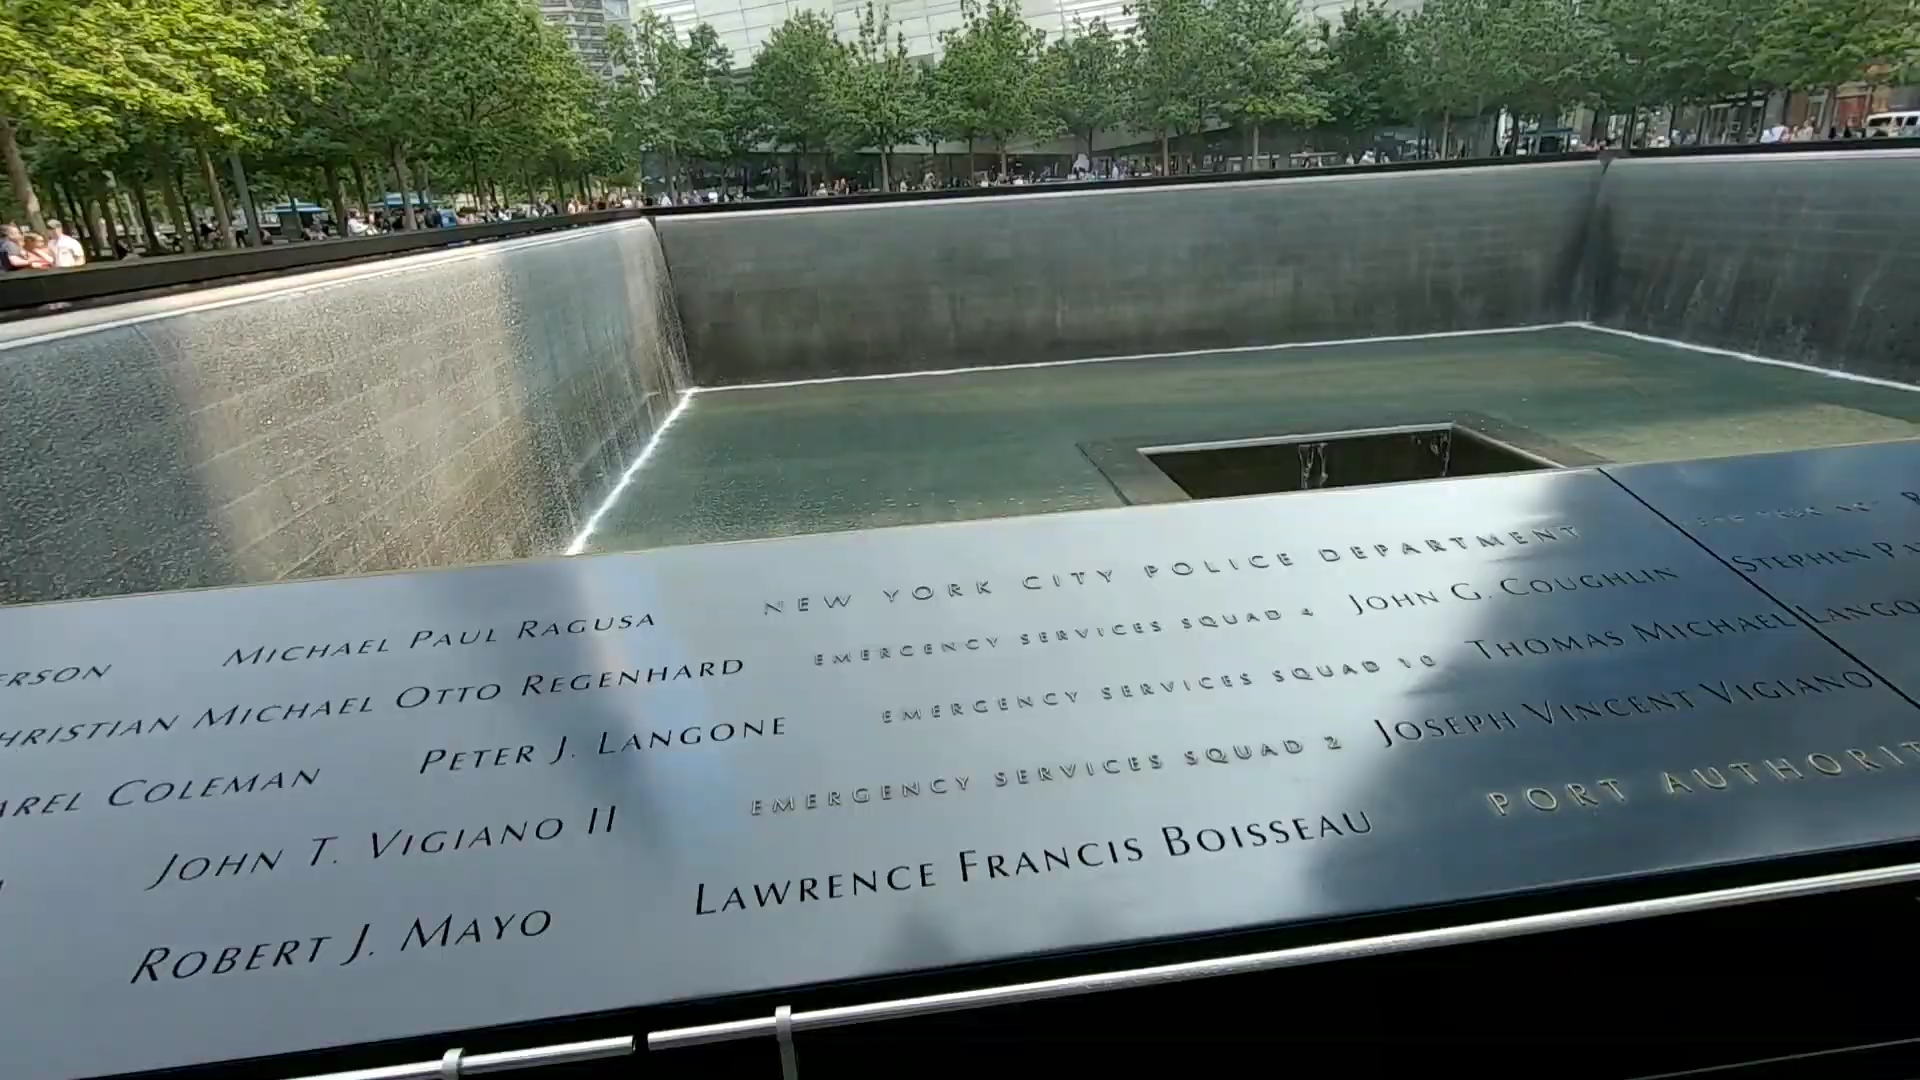 MICHAEL PAUL RAGUSA NEW YORK CITY POLICE DEPARTMENT
CHRISTIAN MICHAEL OTTO REGENHARD EMERGENCY SERVICES SQUAD 4 JOHN G. COUGHLIN STEPHEN
COLEMAN PETER J. LANGONE EMERGENCY SERVICES SQUAD 10 THOMAS MICHAEL LANGO
JOHN T. VIGIANO II EMERGENCY SERVICES SQUAD 2 JOSEPH VINCENT VIGIANO
ROBERT J. MAYO LAWRENCE FRANCIS BOISSEAU PORT AUTHORIT